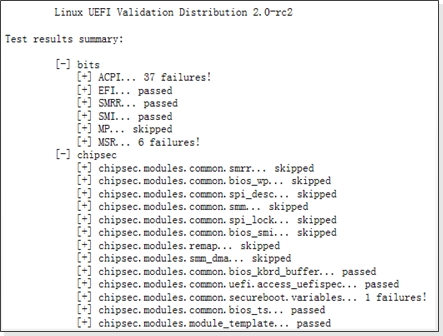 Linux UEFI Validation Distribution 2.0-rc2
Test results summary:
[-] bits
[+] ACPI... 37 failures!
[+] EFI... passed
[+] SMRR... passed
[+] SMI... passed
[+] MP... skipped
[+] MSR... 6 failures!
[-] chipsec
[+] chipsec.modules.common.smrr... skipped
[+] chipsec.modules.common.bios_wp... skipped
[+] chipsec.modules.common.spi_desc... skipped
[+] chipsec.modules.common.smm... skipped
[+] chipsec.modules.common.spi_lock... skipped
[+] chipsec.modules.common.bios_smi... skipped
[+] chipsec.modules.remap... skipped
[+] chipsec.modules.smm_dma... skipped
[+] chipsec.modules.common.bios_kbrd_buffer... passed
[+] chipsec.modules.common.uefi.access_uefispec... passed
[+] chipsec.modules.common.secureboot.variables... 1 failures!
[+] chipsec.modules.common.bios_ts... passed
[+] chipsec.modules.module_template... passed